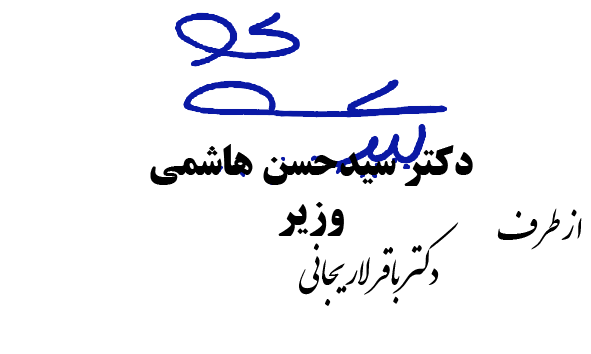 دکتر سیدحسن هاشمی
وزیر
از طرف
دکتر باقر لاریجانی